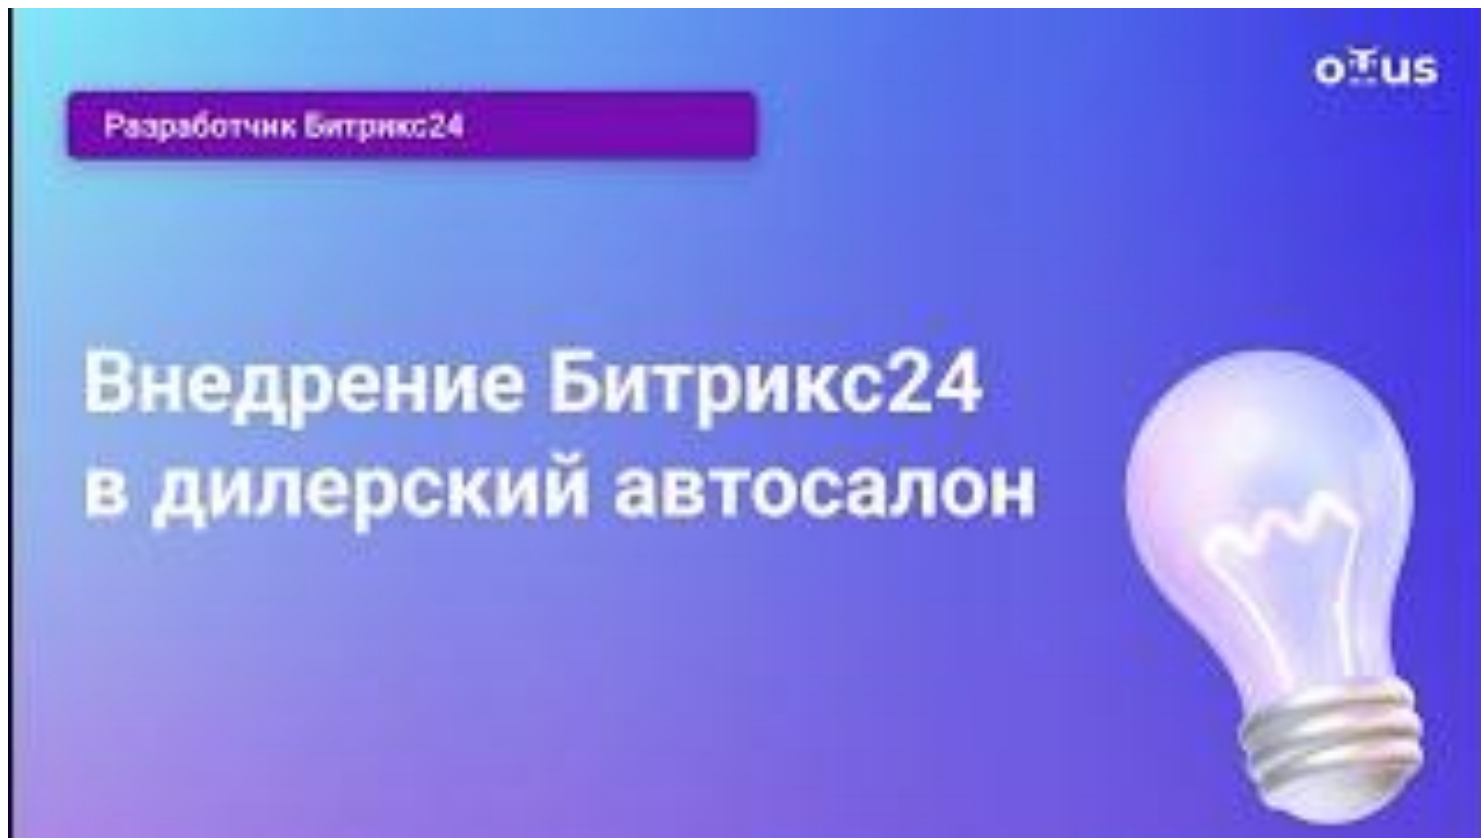 OTUS
Разработчик Битрикс24
Внедрение Битрикс24
в дилерский автосалон